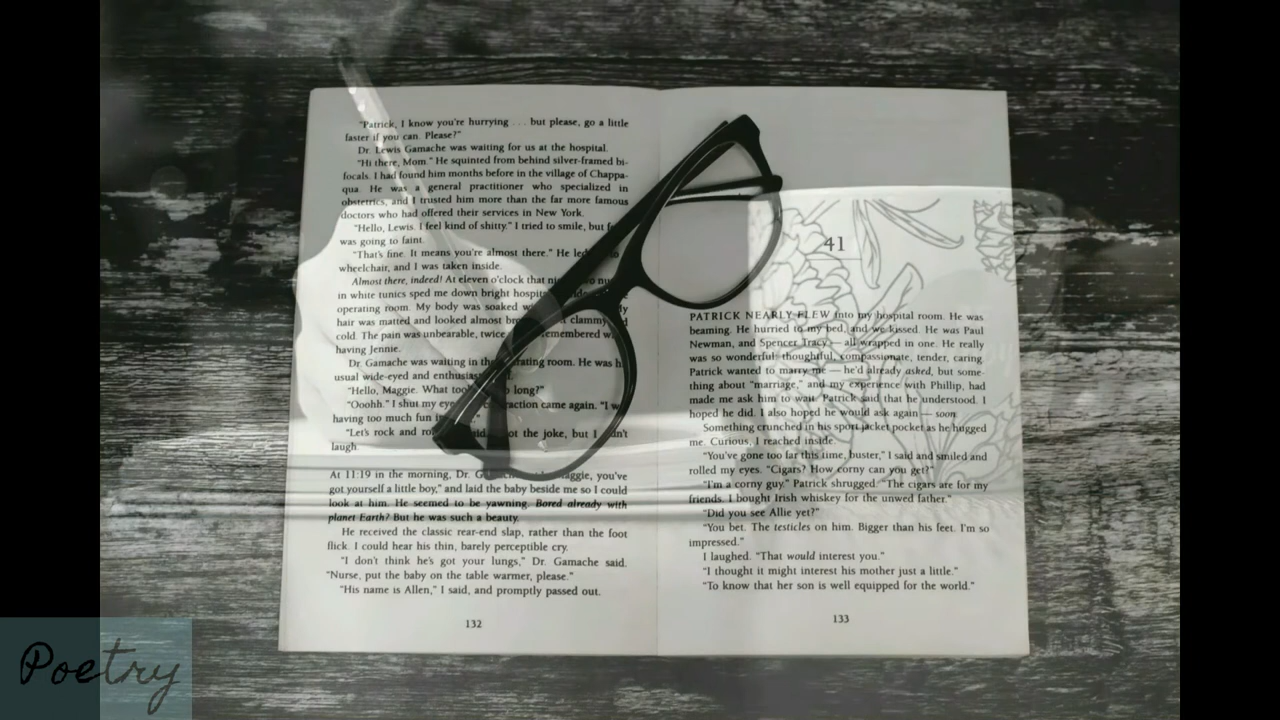 "Patrick, I know you're hurrying . . . but please, go a little
faster if you can. Please?"
Dr. Lewis Gamache was waiting for us at the hospital.
"Hi there, Mom." He squinted from behind silver-framed bi-
focals. I had found him months before in the village of Chappa-
qua. He was a general practitioner who specialized in
obstetrics, and I trusted him more than the far more famous
doctors who had offered their services in New York.
"Hello, Lewis. I feel kind of shitty." I tried to smile, but
was going to faint.
"That's fine. It means you're almost there." He led
wheelchair, and I was taken inside.
Almost there, indeed! At eleven o'clock that
in white tunics sped me down bright
operating room. My body was soaked
hair was matted and looked almost clammy
cold. The pain was unbearable, twice
having Jennie.
Dr. Gamache was waiting in the room. He was
usual wide-eyed and
"Hello, Maggie. What long?"
"Ooohh." I shut my came again. "I
having too much fun
"Let's rock and the joke, but I
laugh.
At 11:19 in the morning, Dr. you've
got yourself a little boy," and laid the baby beside me so I could
look at him. He seemed to be yawning. Bored already with
planet Earth? But he was such a beauty.
He received the classic rear-end slap, rather than the foot
flick. I could hear his thin, barely perceptible cry.
"I don't think he's got your lungs," Dr. Gamache said.
"Nurse, put the baby on the table warmer, please."
"His name is Allen," I said, and promptly passed out.
132
41
PATRICK NEARLY FLEW into my hospital room. He was
beaming. He hurried to my bed, and we kissed. He was Paul
Newman, and Spencer Tracy — all wrapped in one. He really
was so wonderful: thoughtful, compassionate, tender, caring.
Patrick wanted to marry me — he'd already asked, but some-
thing about "marriage," and my experience with Phillip, had
made me ask him to wait. Patrick said that he understood. I
hoped he did. I also hoped he would ask again — soon.
Something crunched in his sport jacket pocket as he hugged
me. Curious, I reached inside.
"You've gone too far this time, buster," I said and smiled and
rolled my eyes. "Cigars? How corny can you get?"
"I'm a corny guy." Patrick shrugged. "The cigars are for my
friends. I bought Irish whiskey for the unwed father."
"Did you see Allie yet?"
"You bet. The testicles on him. Bigger than his feet. I'm so
impressed."
I laughed. "That would interest you."
"I thought it might interest his mother just a little."
"To know that her son is well equipped for the world."
133
Poetry